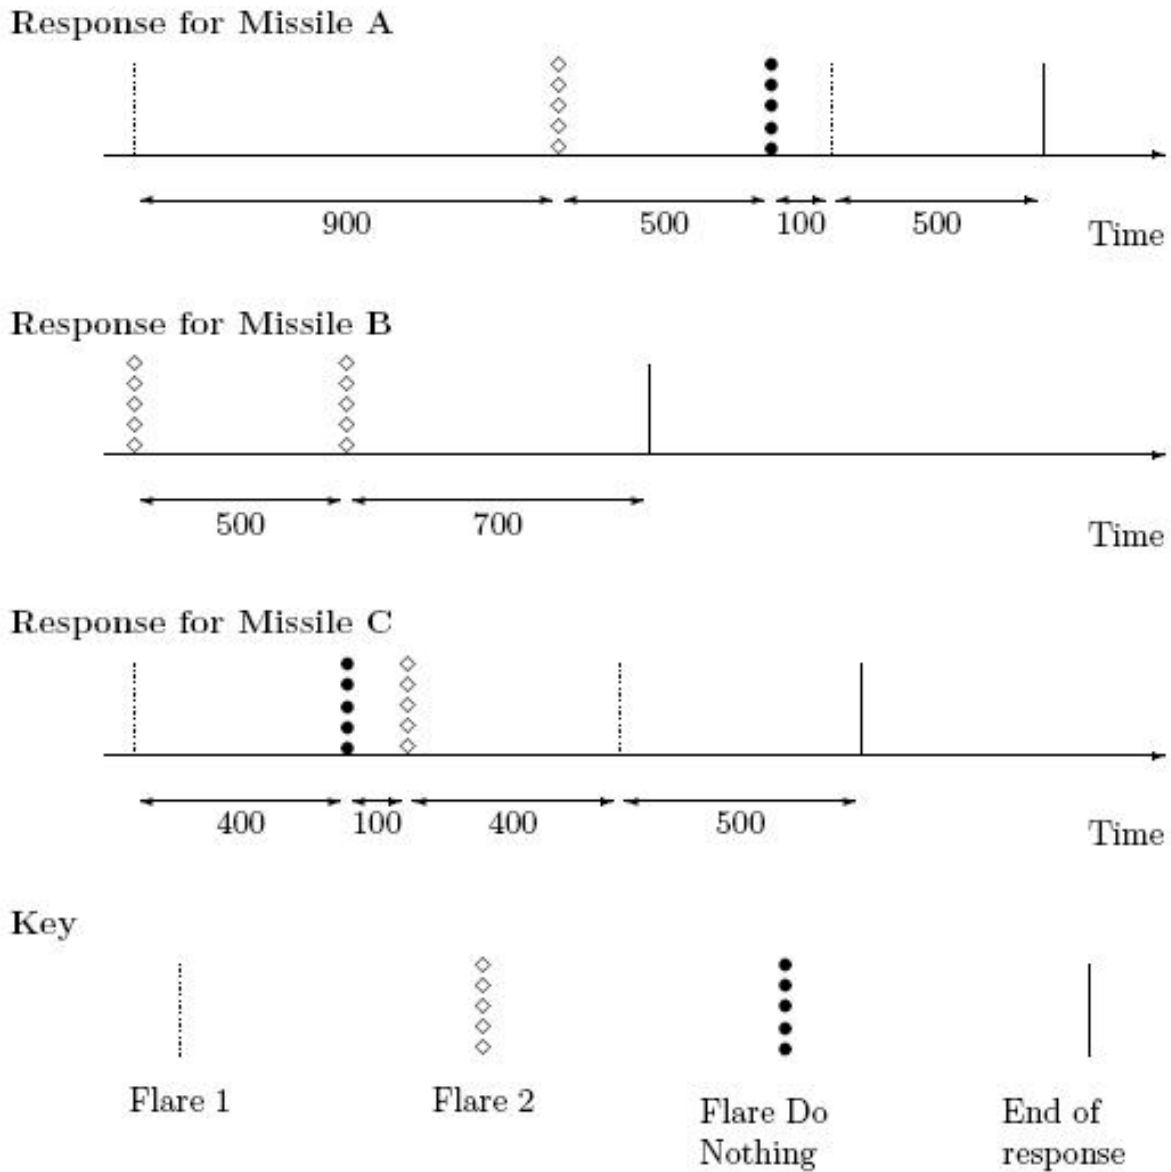 Response for Missile A
900
500
100
500
Time
Response for Missile B
500
700
Time
Response for Missile C
400
100
400
500
Time
Key
Flare 1
Flare 2
Flare Do
Nothing
End of
response